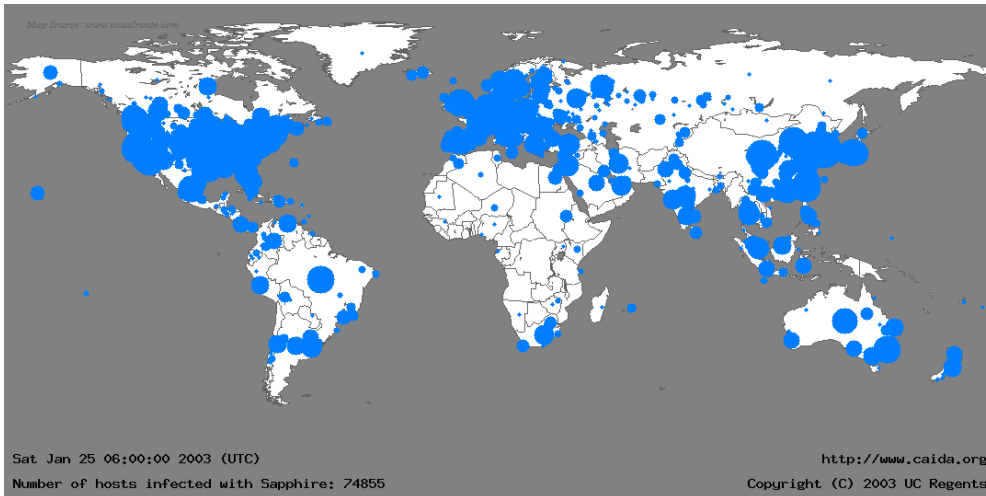 Map Source : www.visualroute.com
Sat Jan 25 06:00:00 2003 (UTC)
http://www.caida.org
Number of hosts infected with Sapphire: 74855
Copyright (C) 2003 UC Regents